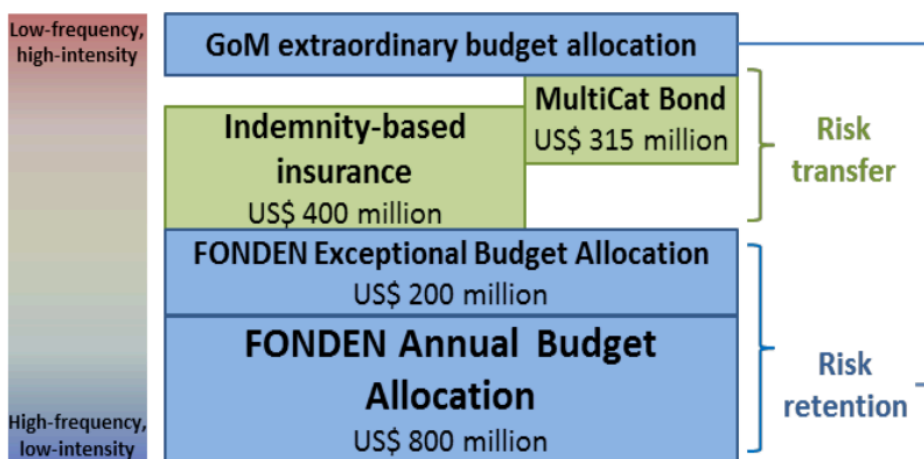 Low-frequency,
high-intensity
GoM extraordinary budget allocation
MultiCat Bond
US$ 315 million
Indemnity-based
insurance
US$ 400 million
Risk
transfer
FONDEN Exceptional Budget Allocation
US$ 200 million
FONDEN Annual Budget
Allocation
US$ 800 million
Risk
retention
High-frequency,
low-intensity